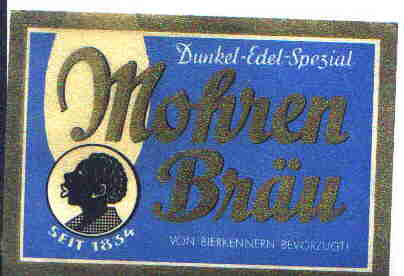 Dunkel-Edel-Spezial
Mohren
Bräu
SEIT 1834
VON BIERKENNERN BEVORZUGT!